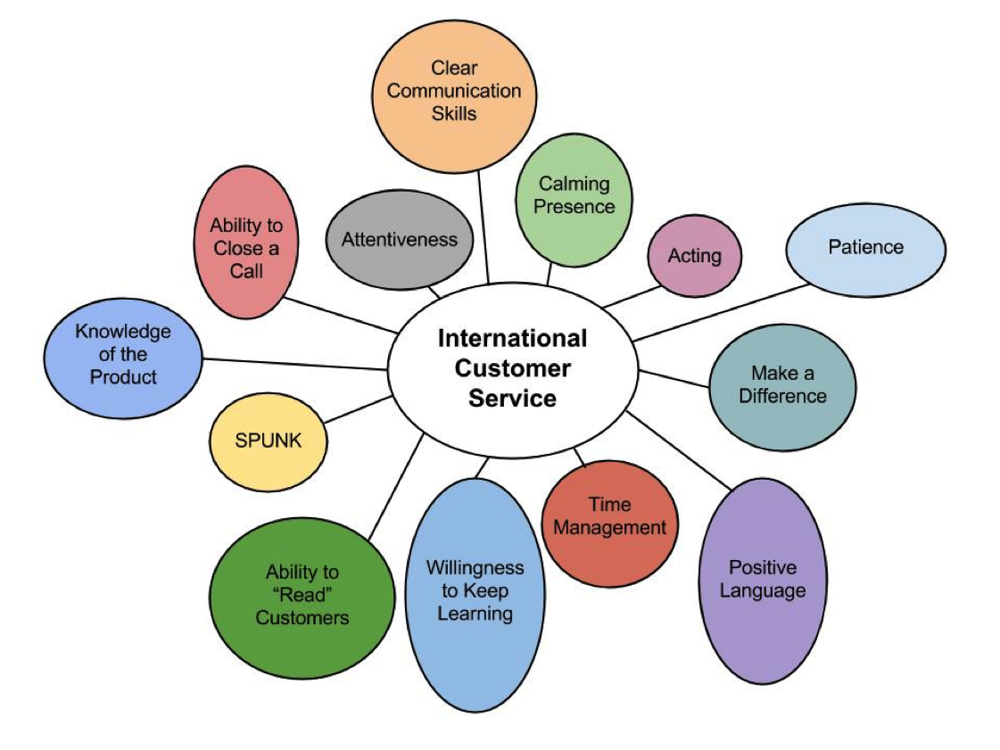 Clear
Communication
Skills
Calming
Presence
Ability to
Close a
Call
Attentiveness
Acting
Patience
Knowledge
of the
Product
International
Customer
Service
Make a
Difference
SPUNK
Time
Management
Ability to
“Read”
Customers
Willingness
to Keep
Learning
Positive
Language